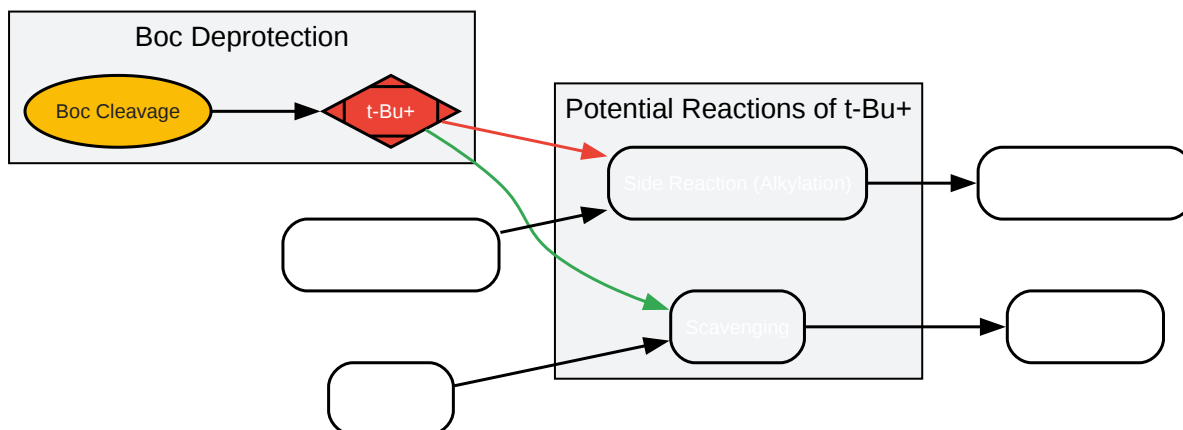 Boc Deprotection
Boc Cleavage
t-Bu+
Potential Reactions of t-Bu+
Side Reaction (Alkylation)
Scavenging